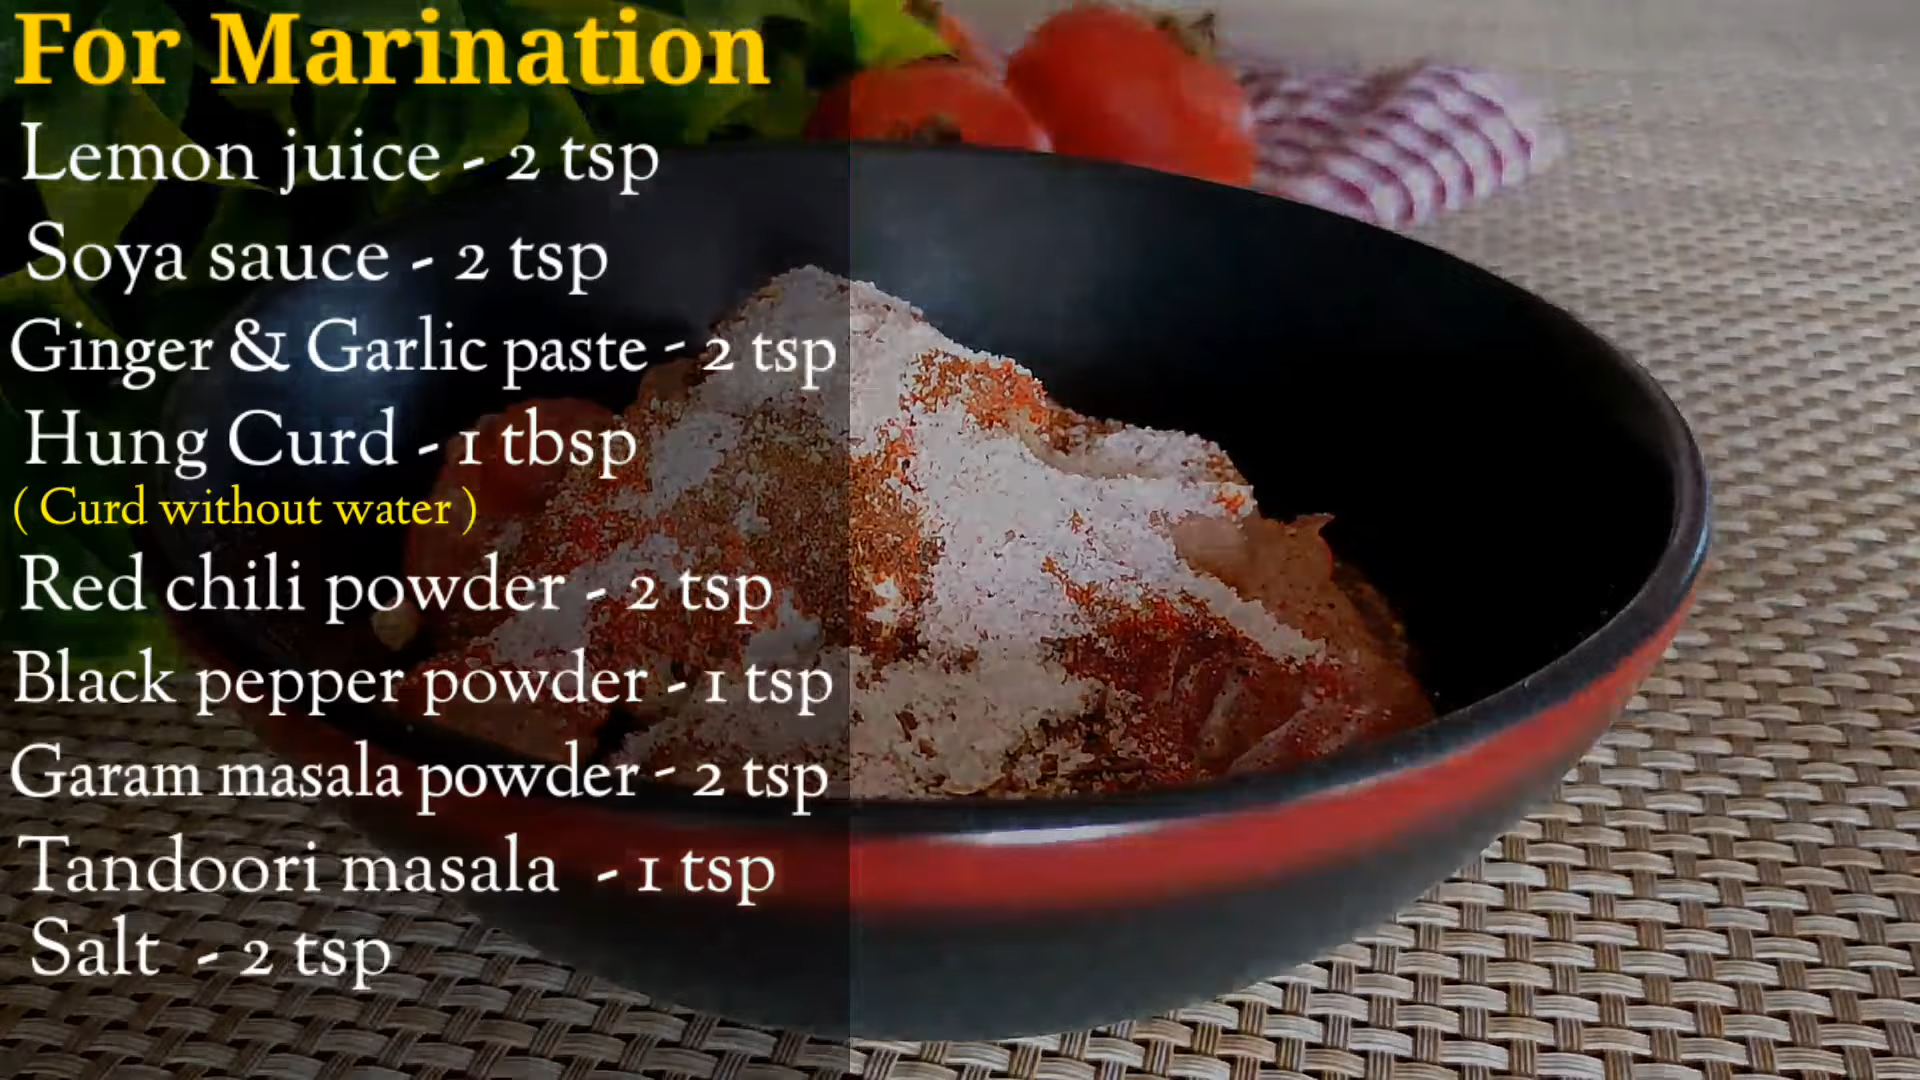 For Marination
Lemon juice - 2 tsp
Soya sauce - 2 tsp
Ginger & Garlic paste - 2 tsp
Hung Curd - 1 tbsp
( Curd without water )
Red chili powder - 2 tsp
Black pepper powder - 1 tsp
Garam masala powder - 2 tsp
Tandoori masala - 1 tsp
Salt - 2 tsp